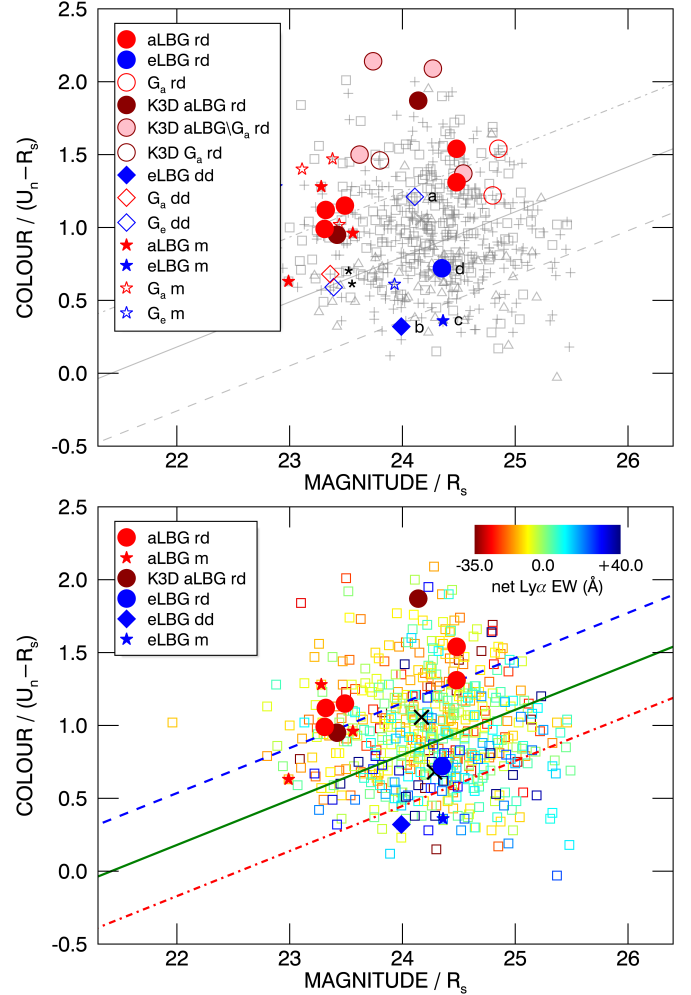 2.5
2.0
1.5
1.0
0.5
0.0
-0.5
COLOUR / (Uₙ−Rₛ)
aLBG rd
eLBG rd
Gₐ rd
K3D aLBG rd
K3D aLBG\Gₐ rd
K3D Gₐ rd
eLBG dd
Gₐ dd
Gₑ dd
aLBG m
eLBG m
Gₐ m
Gₑ m
a
*
*
d
b
c
22 23 24 25 26
MAGNITUDE / Rₛ
2.5
2.0
1.5
1.0
0.5
0.0
-0.5
COLOUR / (Uₙ−Rₛ)
aLBG rd
aLBG m
K3D aLBG rd
eLBG rd
eLBG dd
eLBG m
-35.0 0.0 +40.0
net Lyα EW (Å)
22 23 24 25 26
MAGNITUDE / Rₛ